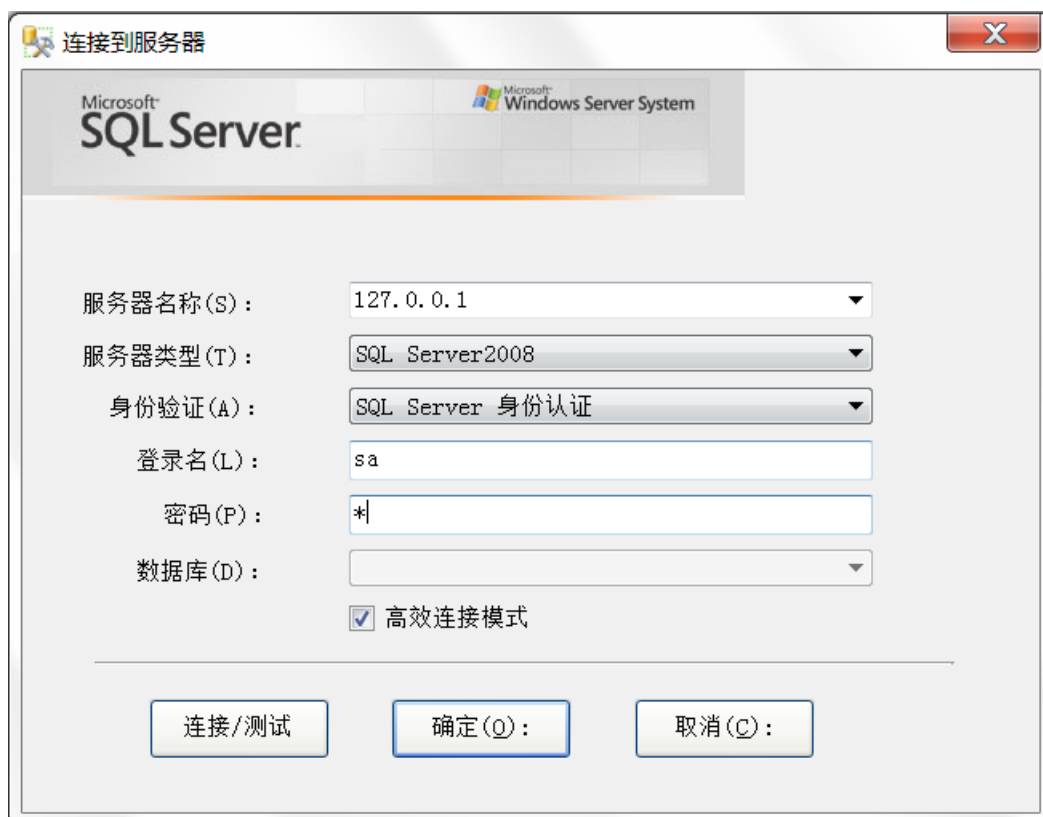 连接到服务器
Microsoft
SQL Server
Microsoft
Windows Server System
服务器名称(S)： 127.0.0.1
服务器类型(T)： SQL Server2008
身份验证(A)： SQL Server 身份认证
登录名(L)： sa
密码(P)： *
数据库(D)：
高效连接模式
连接/测试 确定(O)： 取消(C)：